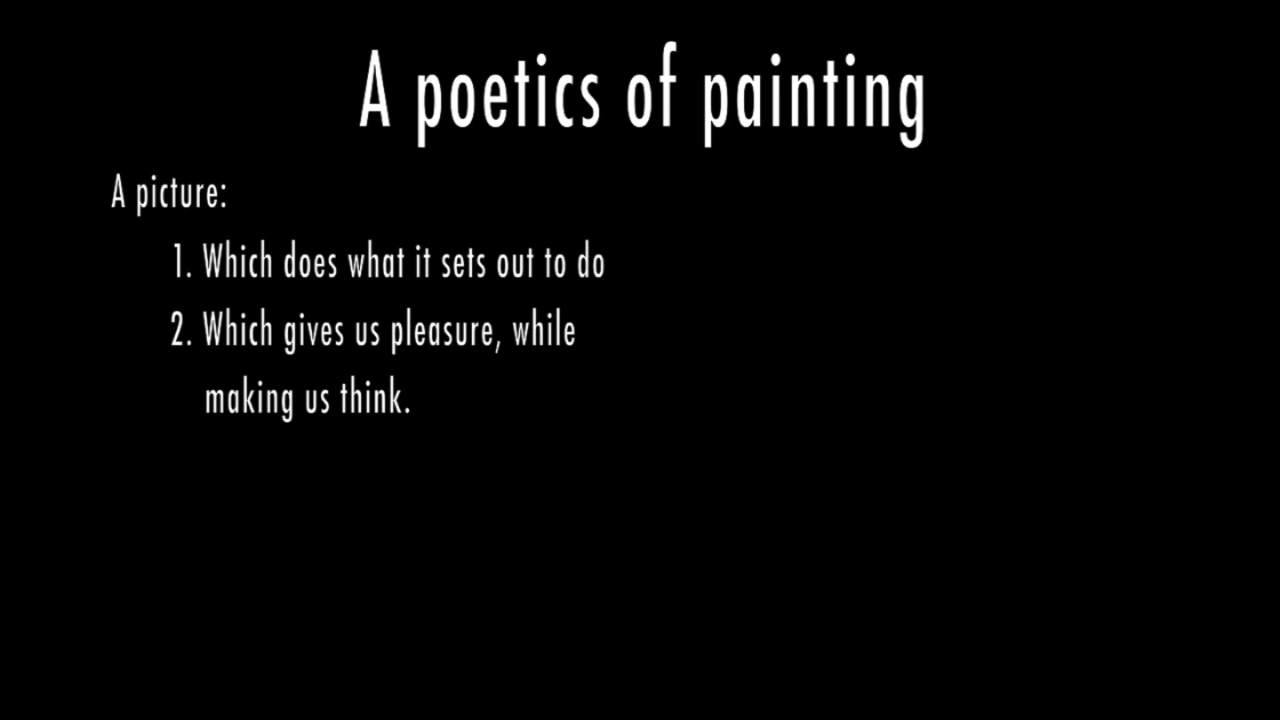 A poetics of painting
A picture:
1. Which does what it sets out to do
2. Which gives us pleasure, while
making us think.